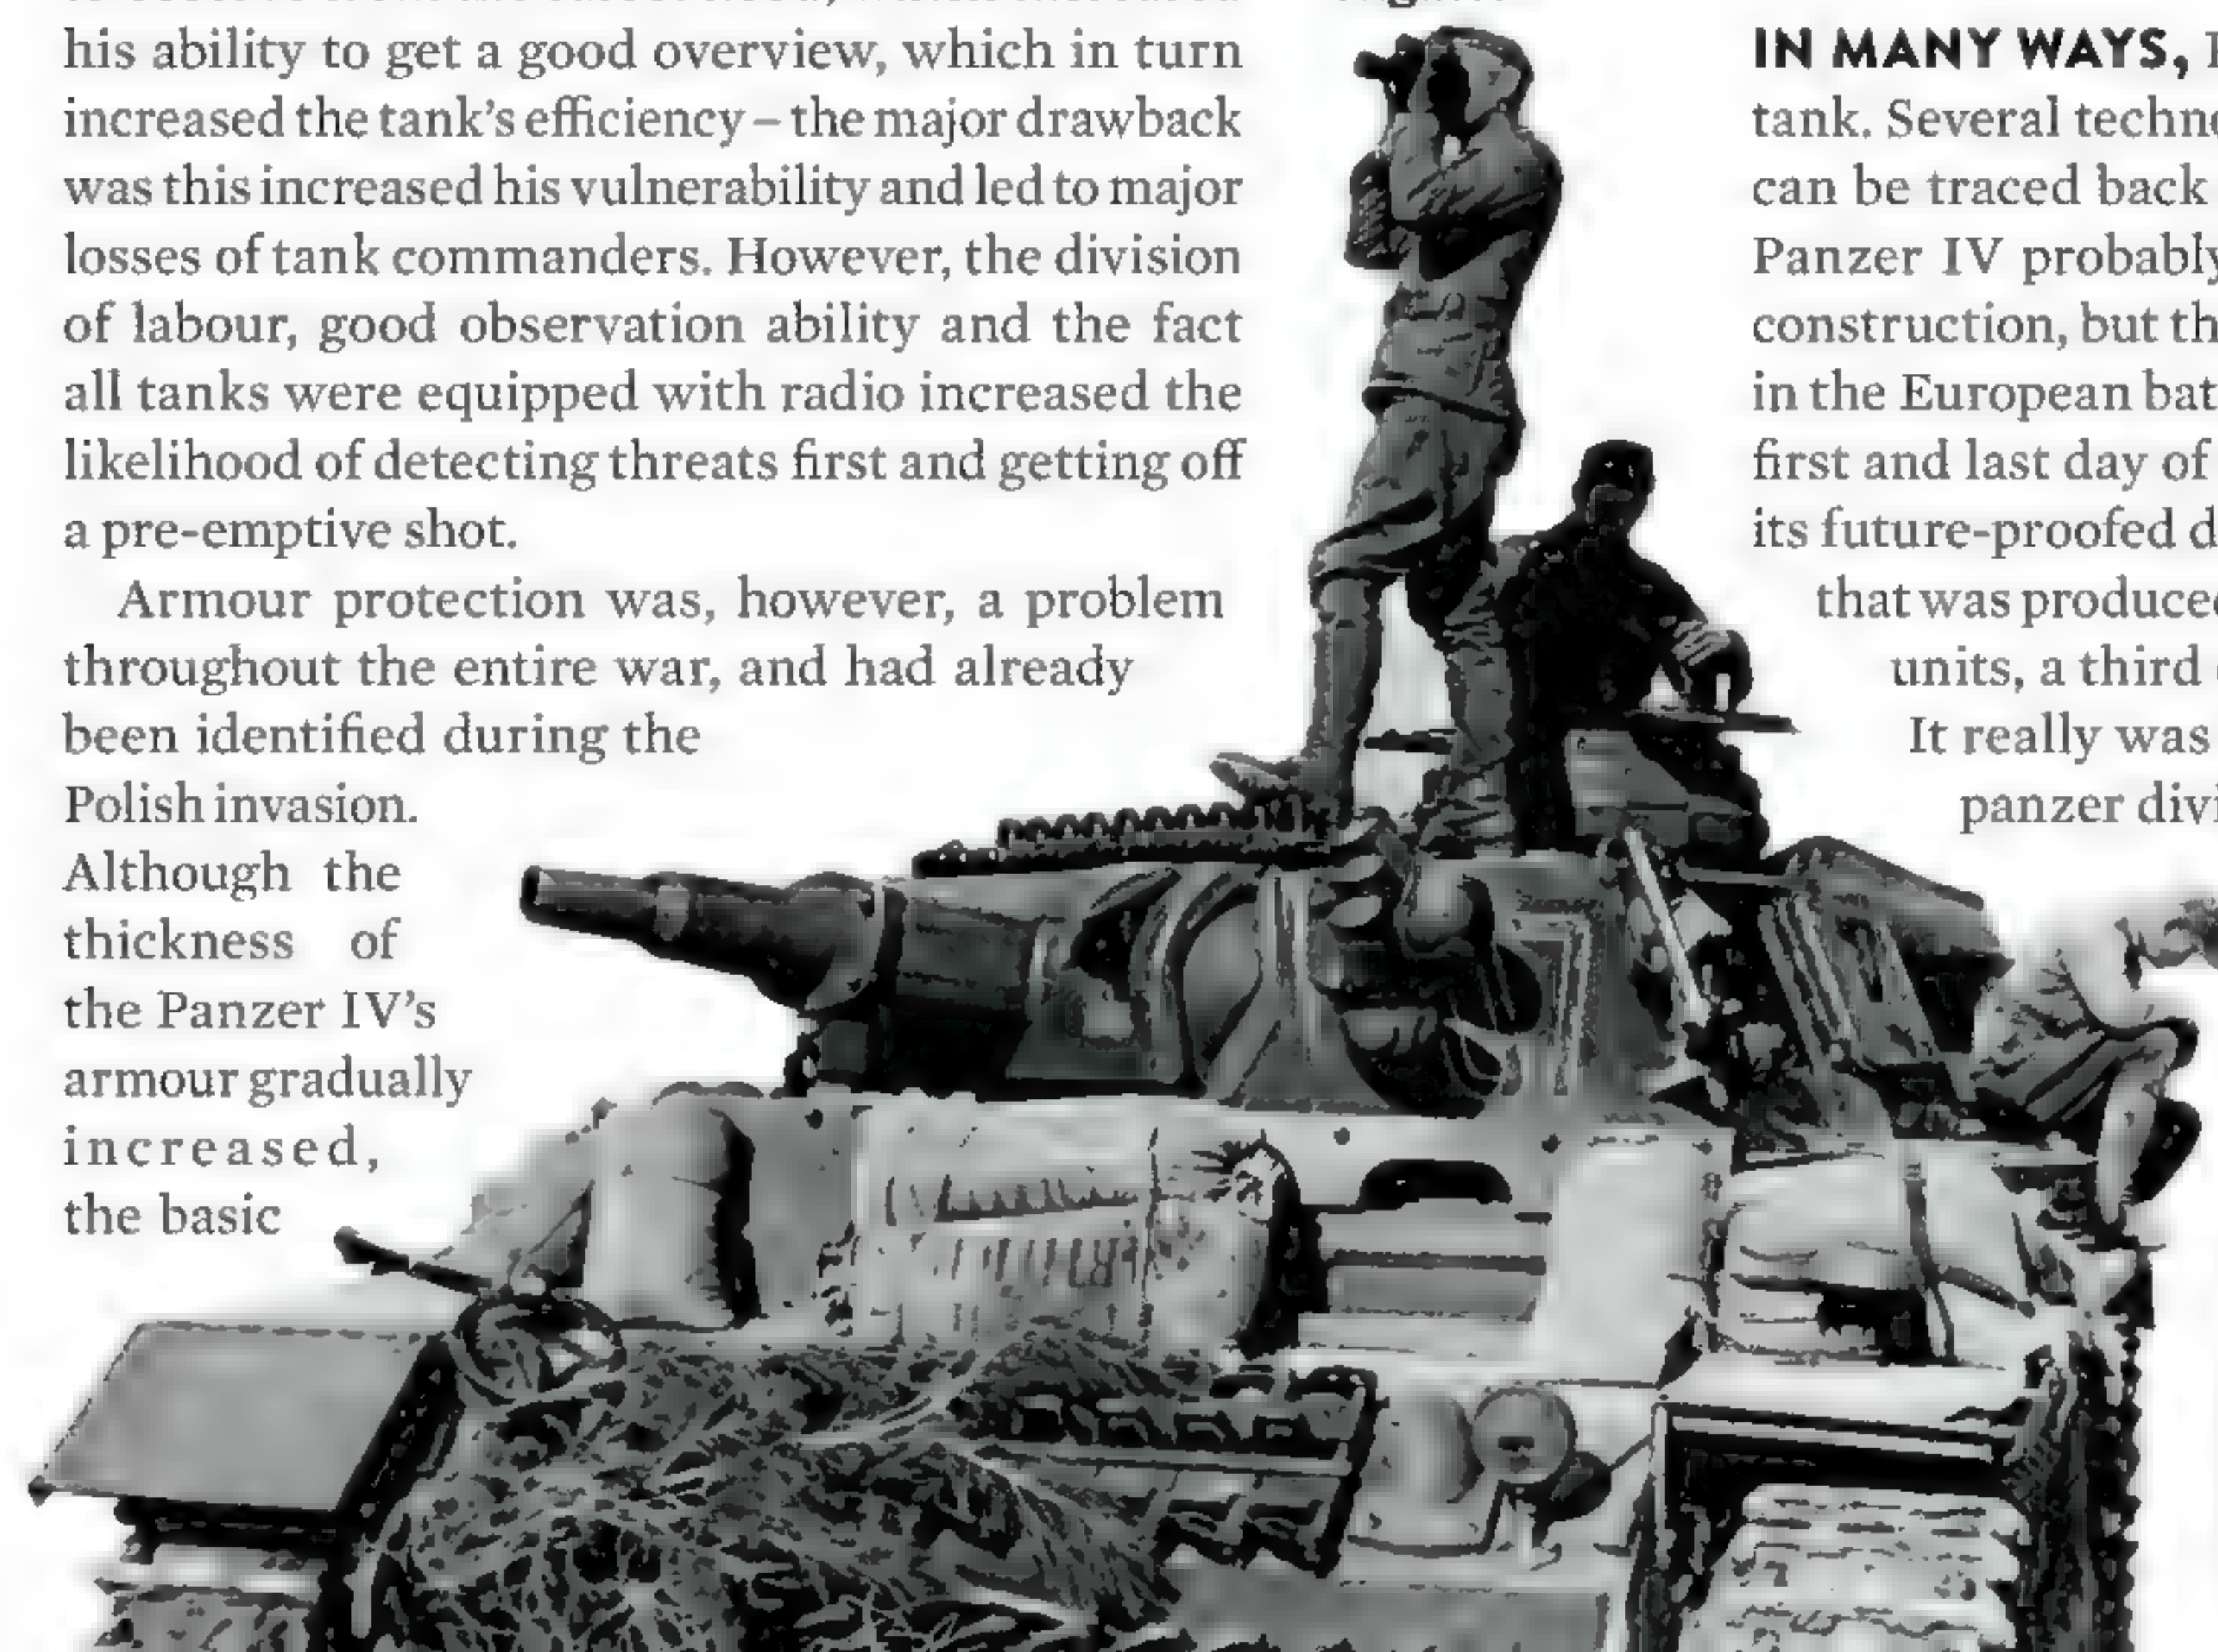 his ability to get a good overview, which in turn
increased the tank's efficiency – the major drawback
was this increased his vulnerability and led to major
losses of tank commanders. However, the division
of labour, good observation ability and the fact
all tanks were equipped with radio increased the
likelihood of detecting threats first and getting off
a pre-emptive shot.
Armour protection was, however, a problem
throughout the entire war, and had already
been identified during the
Polish invasion.
Although the
thickness of
the Panzer IV's
armour gradually
increased,
the basic
IN MANY WAYS,
tank. Several
can be traced back
Panzer IV probably
construction, but
in the European
first and last day of
its future-proofed
that was
units, a third
It really was
panzer